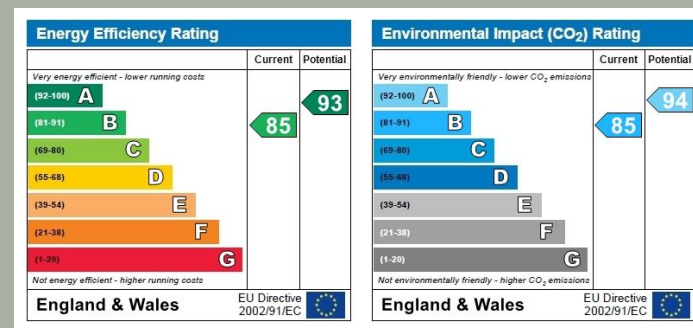 Energy Efficiency Rating
Current Potential
Very energy efficient - lower running costs
(92-100) A
93
(81-91) B
85
(69-80) C
(55-68) D
(39-54) E
(21-38) F
(1-20) G
Not energy efficient - higher running costs
England & Wales
EU Directive
2002/91/EC
Environmental Impact (CO₂) Rating
Current Potential
Very environmentally friendly - lower CO₂ emissions
(92-100) A
94
(81-91) B
85
(69-80) C
(55-68) D
(39-54) E
(21-38) F
(1-20) G
Not environmentally friendly - higher CO₂ emissions
England & Wales
EU Directive
2002/91/EC